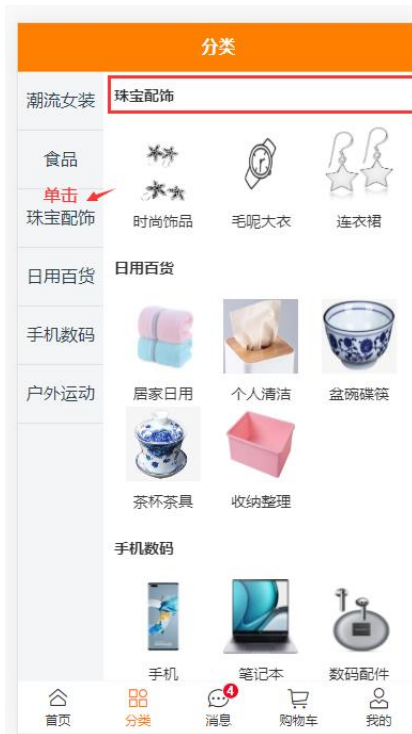 分类
潮流女装
食品
单击
珠宝配饰
日用百货
手机数码
户外运动
珠宝配饰
时尚饰品 毛呢大衣 连衣裙
日用百货
居家日用 个人清洁 盆碗碟筷
茶杯茶具 收纳整理
手机数码
手机 笔记本 数码配件
4
首页 分类 消息 购物车 我的